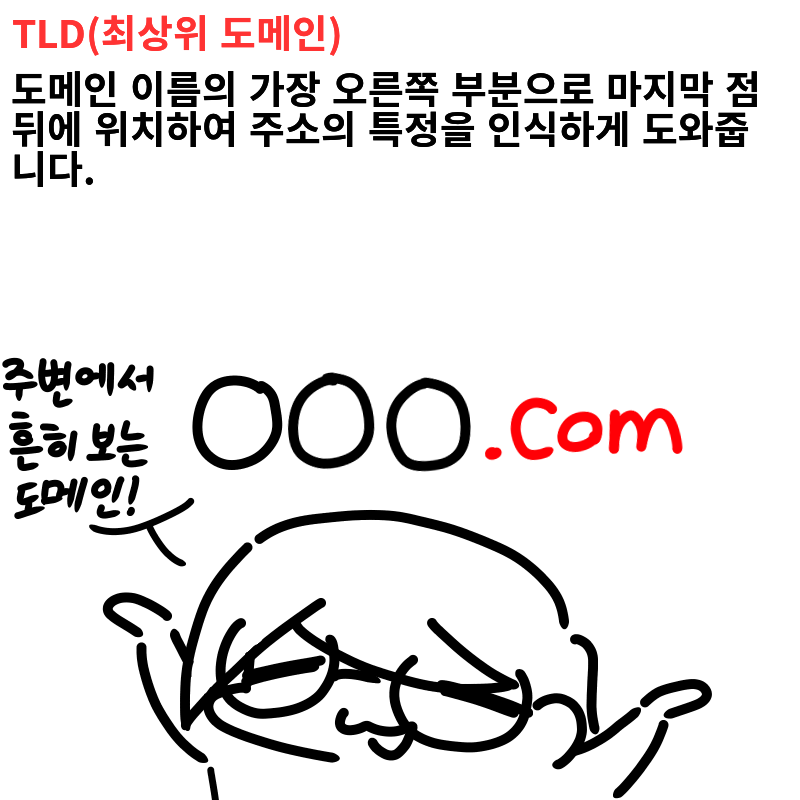 TLD(최상위 도메인)
도메인 이름의 가장 오른쪽 부분으로 마지막 점
뒤에 위치하여 주소의 특정을 인식하게 도와줍
니다.
주변에서
흔히 보는
도메인!
OOO.com